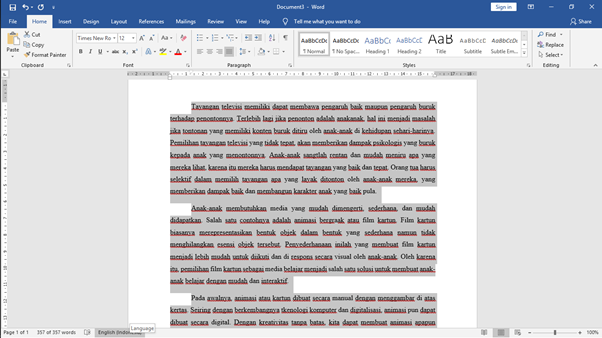 Document3 - Word
Sign in
File Home Insert Design Layout References Mailings Review View Help Tell me what you want to do Share
Paste
Cut
Copy
Format Painter
Times New Ro 12
AaBbCcDc AaBbCcDc AaBbCc AaBbCcD AaB AaBbCcD AaBbCcDc
¶ Normal ¶ No Spac... Heading 1 Heading 2 Title Subtitle Subtle Em...
Find
Replace
Select
Clipboard Font Paragraph Styles Editing
Tayangan televisi memiliki dapat membawa pengaruh baik maupun pengaruh buruk
terhadap penontonnya. Terlebih lagi jika penonton adalah anakanak, hal ini menjadi masalah
jika tontonan yang memiliki konten buruk ditiru oleh anak-anak di kehidupan sehari-harinya.
Pemilihan tayangan televisi yang tidak tepat, akan memberikan dampak psikologis yang buruk
kepada anak yang menontonnya. Anak-anak sangtlah rentan dan mudah meniru apa yang
mereka lihat, karena itu mereka harus mendapat tayangan yang baik dan tepat. Orang tua harus
selektif dalam memilih tayangan apa yang layak ditonton oleh anak-anak mereka, yang
memberikan dampak baik dan membangun karakter anak yang baik pula.
Anak-anak membutuhkan media yang mudah dimengerti, sederhana, dan mudah
didapatkan. Salah satu contohnya adalah animasi bergraak atau film kartun. Film kartun
biasanya merepresentasikan bentuk objek dalam bentuk yang sederhana namun tidak
menghilangkan esensi objek tersebut. Penyederhanaan inilah yang membuat film kartun
menjadi lebih mudah untuk diikuti dan di respons secara visual oleh anak-anak. Oleh karena
itu, pemilihan film kartun sebagai media belajar menjadi salah satu solusi untuk membuat anak-
anak belajar dengan mudah dan interaktif.
Pada awalnya, animasi atau kartun dibuat secara manual dengan menggambar di atas
kertas. Seiring dengan berkembangnya tkenologi komputer dan digitalisasi, animasi pun dapat
dibuat secara digital. Dengan kreativitas tanpa batas, kita dapat membuat animasi apapun
Language
Page 1 of 1 357 of 357 words English (Indonesia) 100%